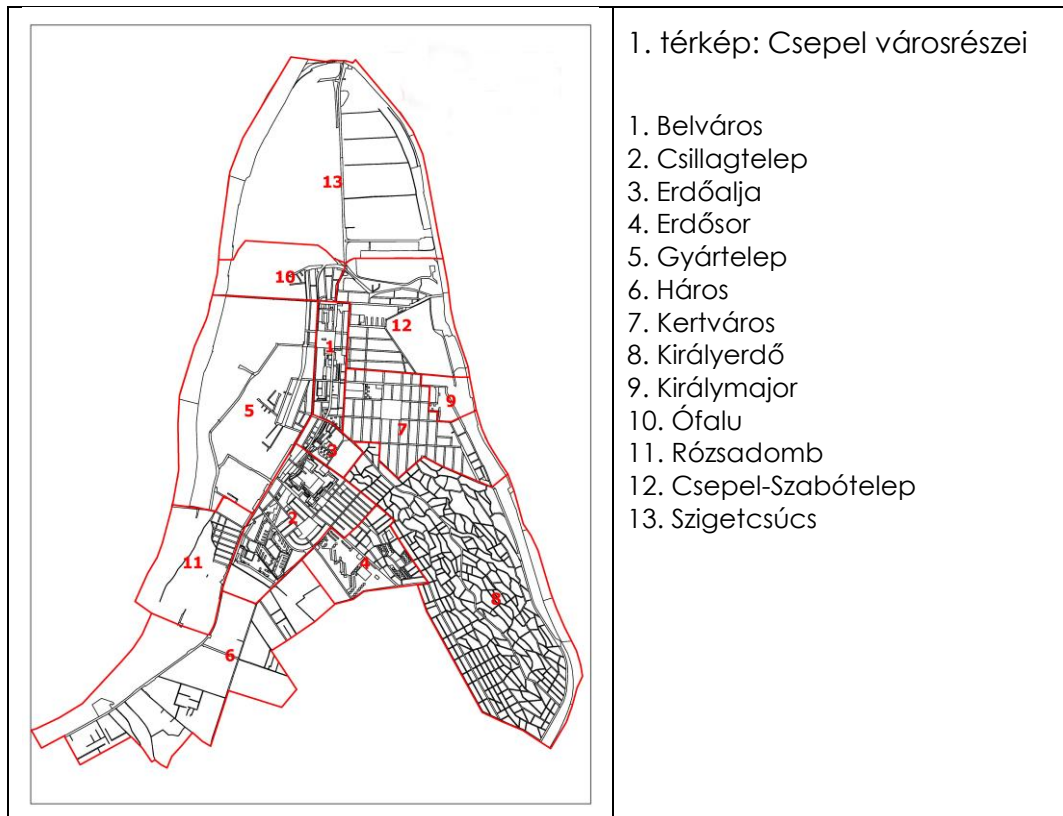 1. térkép: Csepel városrészei
1. Belváros
2. Csillagtelep
3. Erdőalja
4. Erdősor
5. Gyártelep
6. Háros
7. Kertváros
8. Királyerdő
9. Királymajor
10. Ófalu
11. Rózsadomb
12. Csepel-Szabótelep
13. Szigetcsúcs
13
10
12
1
9
5
7
3
2
11
4
8
6